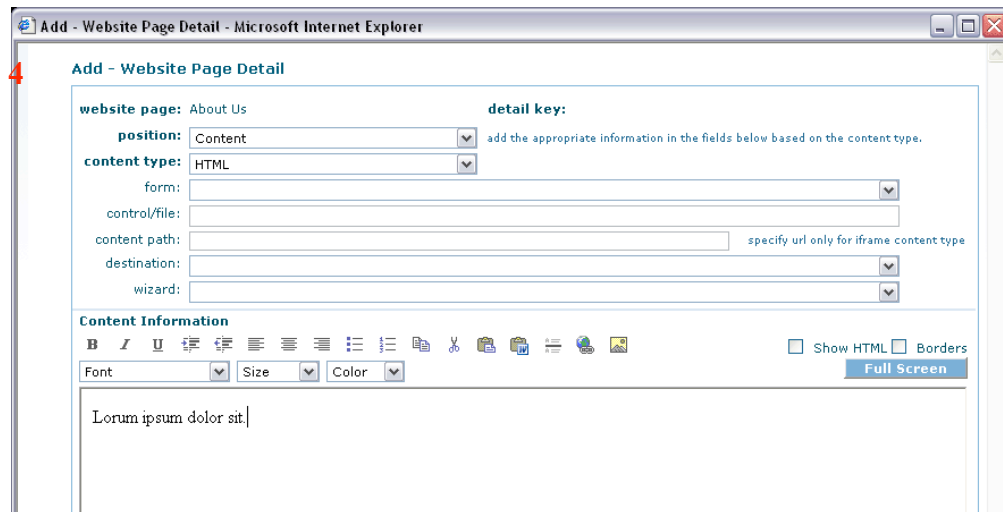 Add - Website Page Detail - Microsoft Internet Explorer
4
Add - Website Page Detail
website page: About Us detail key:
position: Content add the appropriate information in the fields below based on the content type.
content type: HTML
form:
control/file:
content path: specify url only for iframe content type
destination:
wizard:
Content Information
B I U Show HTML Borders
Font Size Color Full Screen
Lorum ipsum dolor sit.